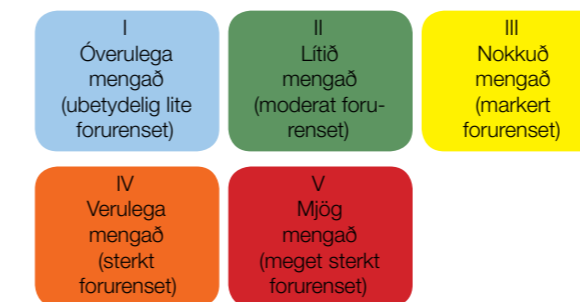 I
Óverulega
mengað
(ubetydelig lite
forurenset)
II
Lítið
mengað
(moderat foru-
renset)
III
Nokkuð
mengað
(markert
forurenset)
IV
Verulega
mengað
(sterkt
forurenset)
V
Mjög
mengað
(meget sterkt
forurenset)